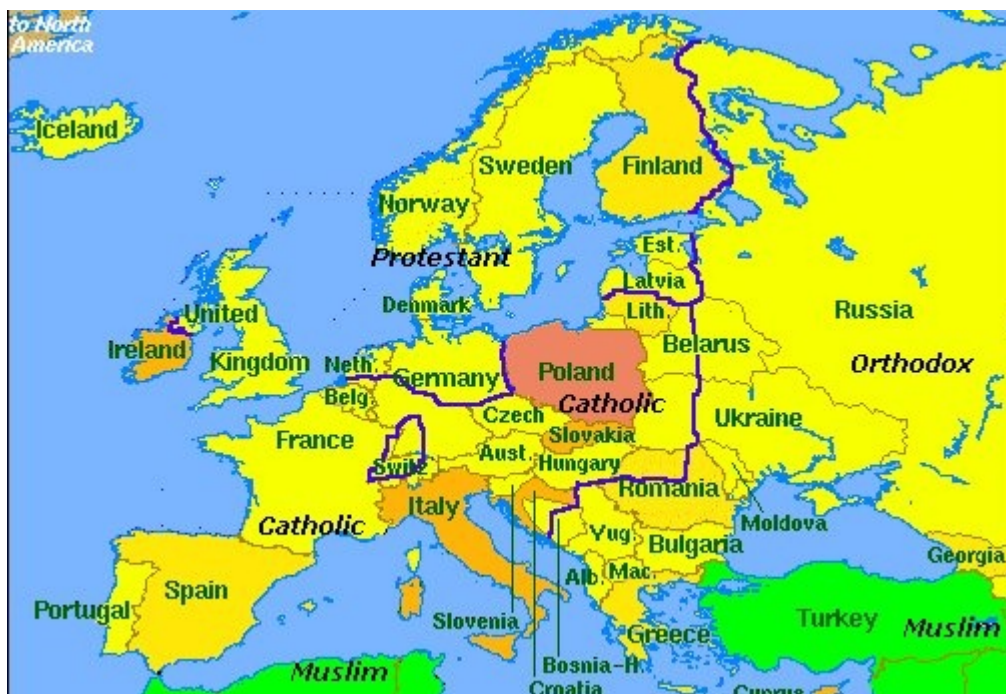 to North
America
Iceland
Sweden
Finland
Norway
Protestant
Est.
Latvia
Denmark
Lith.
United
Kingdom
Ireland
Russia
Belarus
Orthodox
Neth.
Germany
Poland
Belg
Catholic
Czech
Ukraine
France
Slovakia
Aust.
Hungary
Switz
Romania
Italy
Moldova
Catholic
Yug
Bulgaria
Georgia
Alb.
Mac.
Spain
Portugal
Slovenia
Turkey
Greece
Muslim
Muslim
Bosnia-H.
Croatia
Cyprus